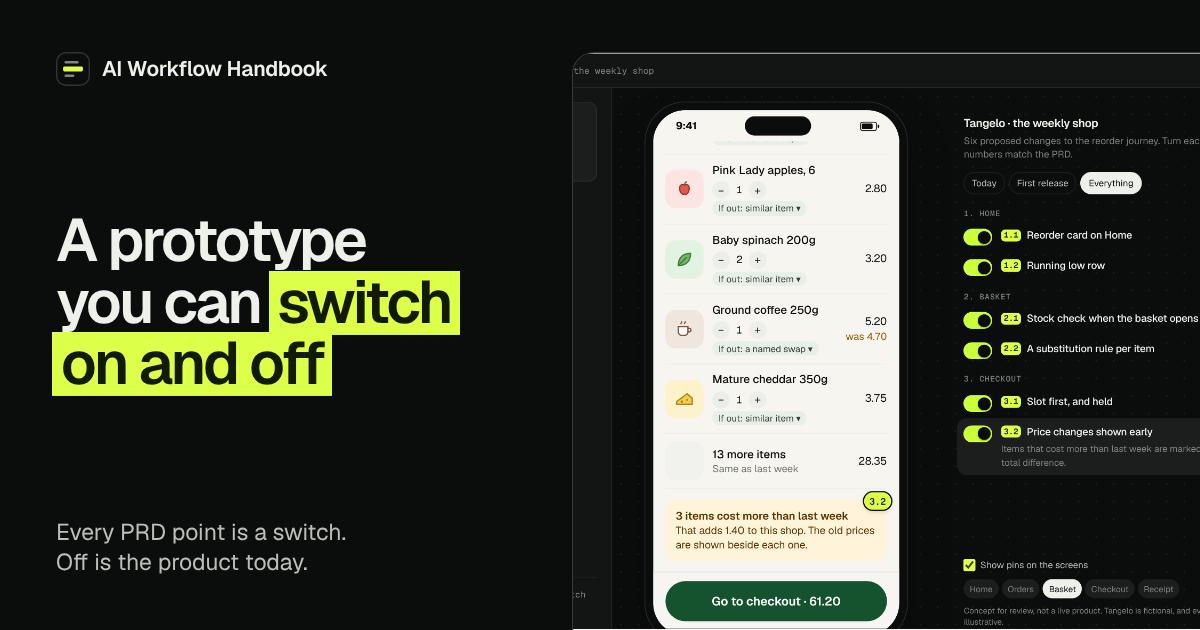 AI Workflow Handbook
A prototype
you can switch
on and off
Every PRD point is a switch.
Off is the product today.
the weekly shop
9:41
Pink Lady apples, 6
− 1 +
2.80
If out: similar item ▾
Baby spinach 200g
− 2 +
3.20
If out: similar item ▾
Ground coffee 250g
− 1 +
5.20
was 4.70
If out: a named swap ▾
Mature cheddar 350g
− 1 +
3.75
If out: similar item ▾
13 more items
Same as last week
28.35
3.2
3 items cost more than last week
That adds 1.40 to this shop. The old prices
are shown beside each one.
Go to checkout · 61.20
Tangelo · the weekly shop
Six proposed changes to the reorder journey. Turn eac
numbers match the PRD.
Today First release Everything
1. HOME
1.1 Reorder card on Home
1.2 Running low row
2. BASKET
2.1 Stock check when the basket opens
2.2 A substitution rule per item
3. CHECKOUT
3.1 Slot first, and held
3.2 Price changes shown early
Items that cost more than last week are marked
total difference.
Show pins on the screens
Home Orders Basket Checkout Receipt
Concept for review, not a live product. Tangelo is fictional, and ev
illustrative.